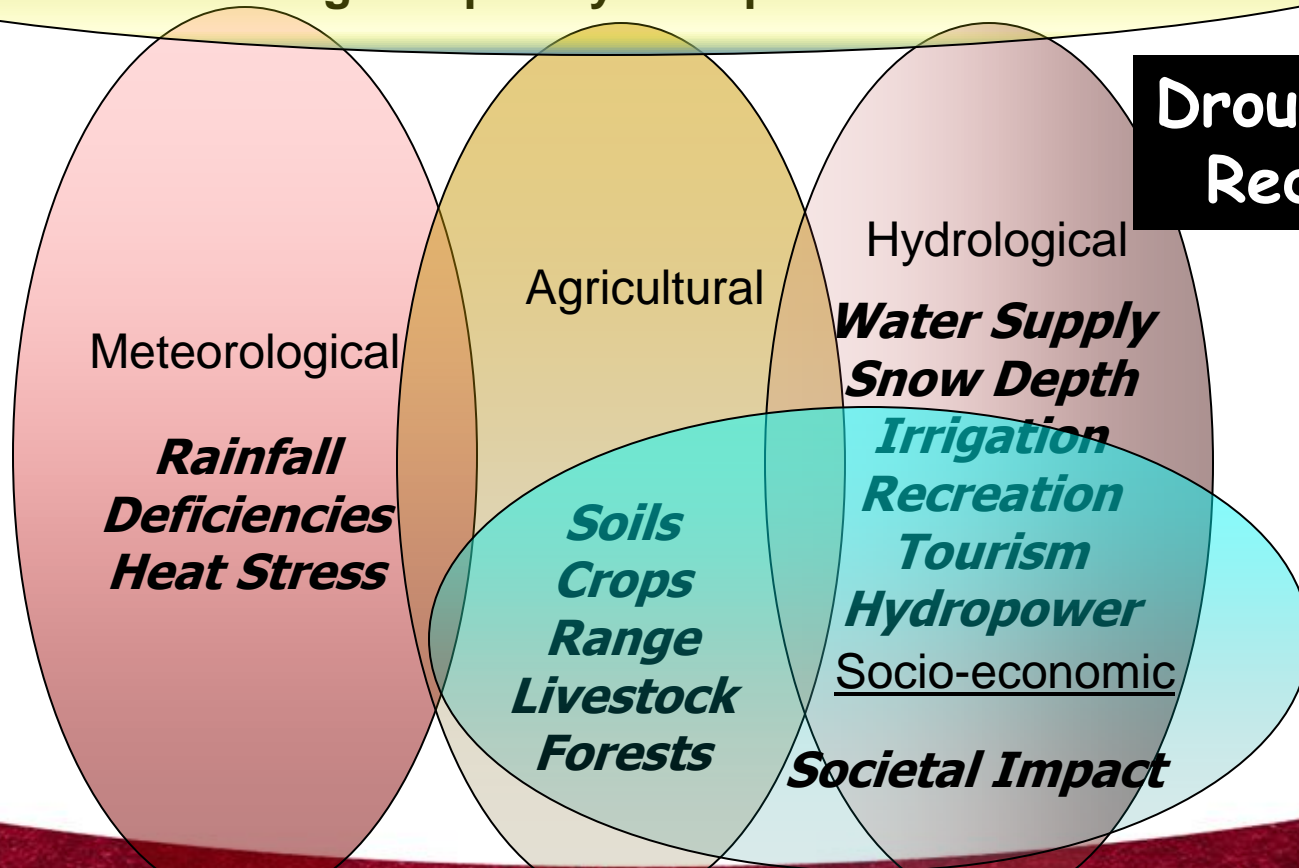 Meteorological
Rainfall
Deficiencies
Heat Stress
Agricultural
Soils
Crops
Range
Livestock
Forests
Hydrological
Water Supply
Snow Depth
Irrigation
Recreation
Tourism
Hydropower
Socio-economic
Societal Impact